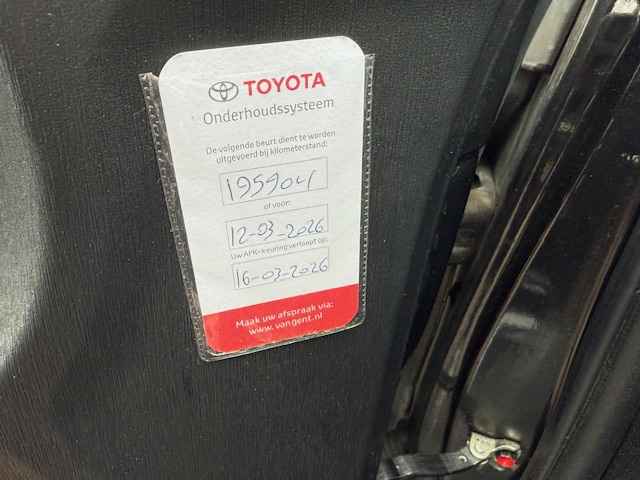 TOYOTA
Onderhoudssysteem
De volgende beurt dient te worden
uitgevoerd bij kilometerstand:
195904
of voor:
12-03-2026
Uw APK-keuring verloopt op:
16-03-2026
Maak uw afspraak via:
www.vangent.nl